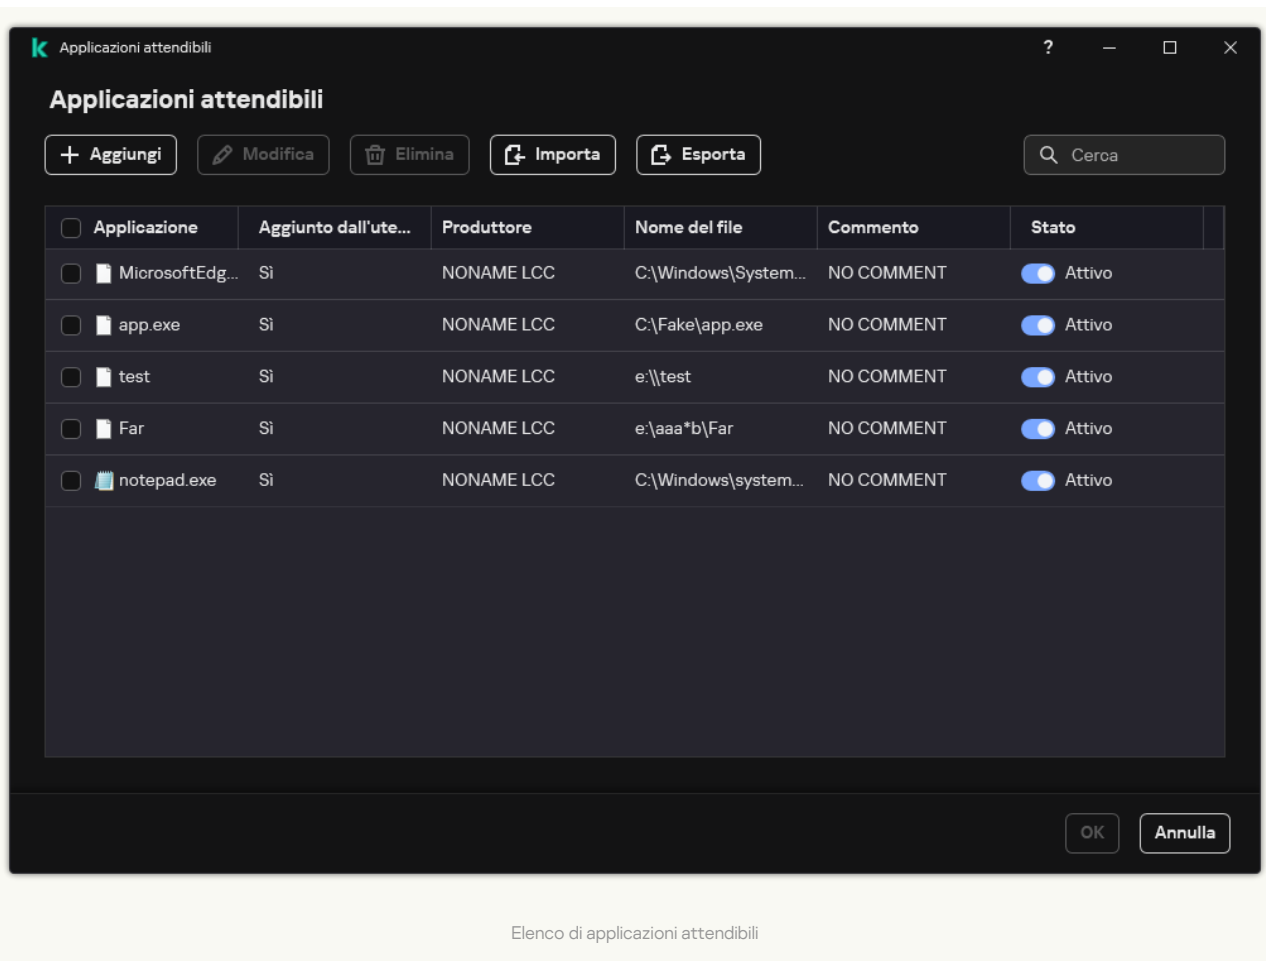 Applicazioni attendibili
?
Applicazioni attendibili
Aggiungi Modifica Elimina Importa Esporta Cerca
Applicazione Aggiunto dall'ute... Produttore Nome del file Commento Stato
MicrosoftEdg... Sì NONAME LCC C:\Windows\System... NO COMMENT Attivo
app.exe Sì NONAME LCC C:\Fake\app.exe NO COMMENT Attivo
test Sì NONAME LCC e:\\test NO COMMENT Attivo
Far Sì NONAME LCC e:\aaa*b\Far NO COMMENT Attivo
notepad.exe Sì NONAME LCC C:\Windows\system... NO COMMENT Attivo
OK Annulla
Elenco di applicazioni attendibili